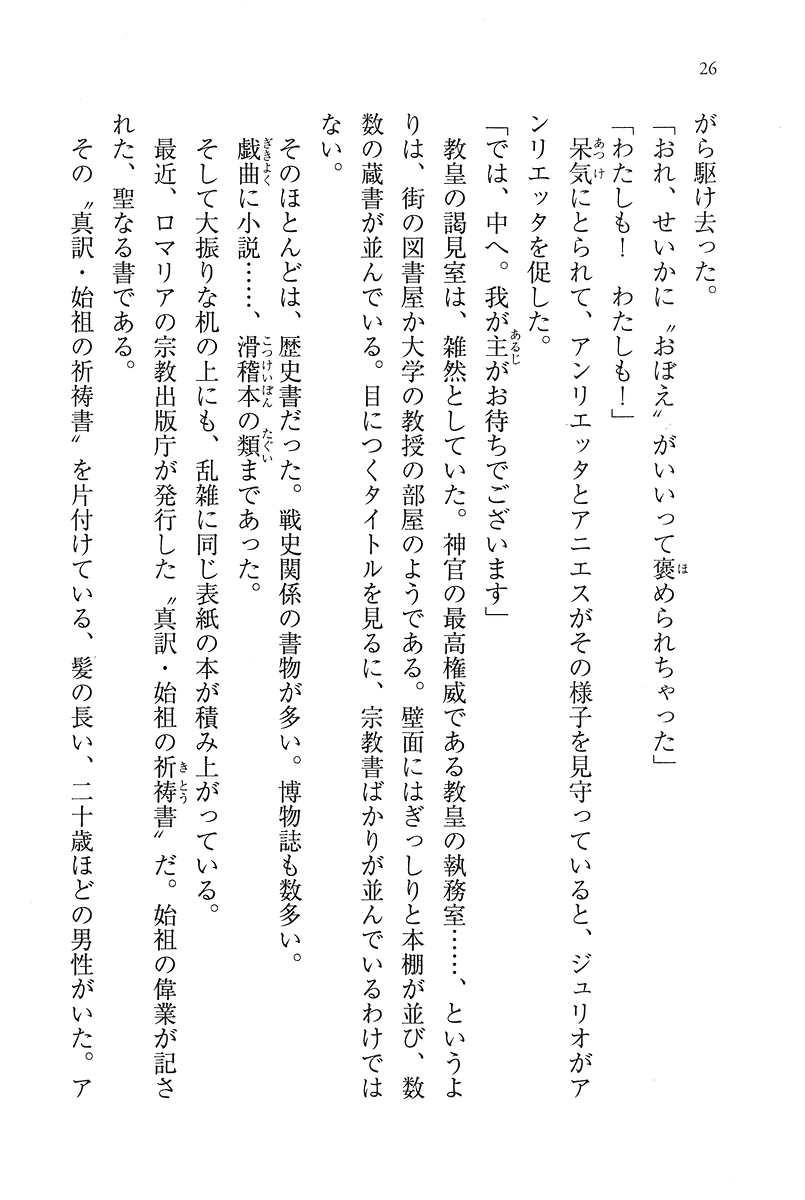 26
がら駆け去った。
「おれ、せいかに〝おぼえ〟がいいって褒められちゃった」
「わたしも！　わたしも！」
呆気にとられて、アンリエッタとアニエスがその様子を見守っていると、ジュリオがア
ンリエッタを促した。
「では、中へ。我が主がお待ちでございます」
教皇の謁見室は、雑然としていた。神官の最高権威である教皇の執務室……、というよ
りは、街の図書屋か大学の教授の部屋のようである。壁面にはぎっしりと本棚が並び、数
数の蔵書が並んでいる。目につくタイトルを見るに、宗教書ばかりが並んでいるわけでは
ない。
そのほとんどは、歴史書だった。戦史関係の書物が多い。博物誌も数多い。
戯曲に小説……、滑稽本の類まであった。
そして大振りな机の上にも、乱雑に同じ表紙の本が積み上がっている。
最近、ロマリアの宗教出版庁が発行した〝真訳・始祖の祈祷書〟だ。始祖の偉業が記さ
れた、聖なる書である。
その〝真訳・始祖の祈祷書〟を片付けている、髪の長い、二十歳ほどの男性がいた。ア